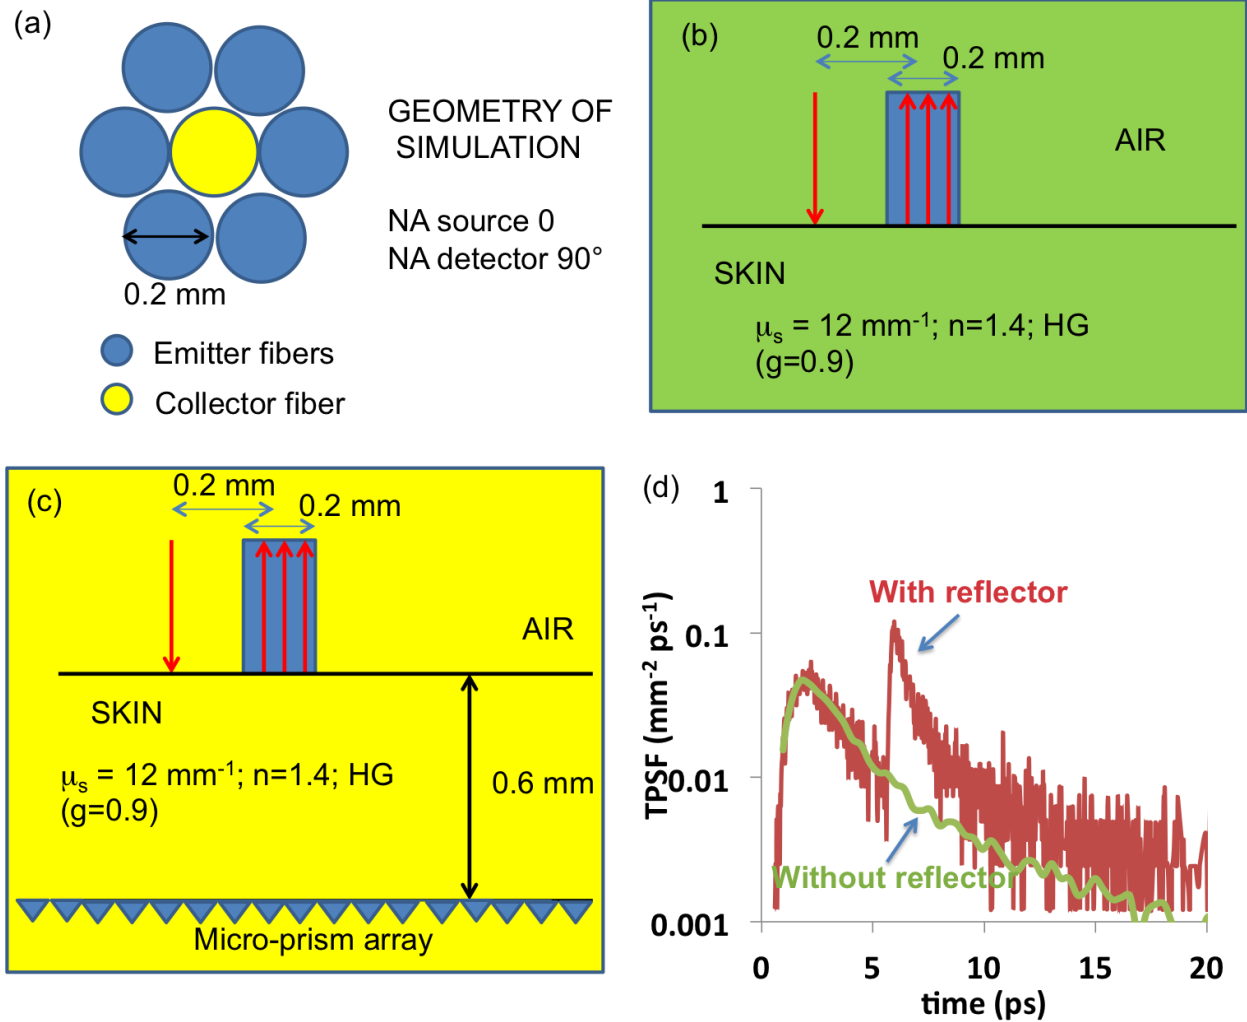 (a)
GEOMETRY OF
SIMULATION
NA source 0
NA detector 90°
0.2 mm
Emitter fibers
Collector fiber
(b)
0.2 mm
0.2 mm
AIR
SKIN
μs = 12 mm-1; n=1.4; HG
(g=0.9)
(c)
0.2 mm
0.2 mm
AIR
SKIN
μs = 12 mm-1; n=1.4; HG
(g=0.9)
0.6 mm
Micro-prism array
(d)
TPSF (mm-2 ps-1)
1
0.1
0.01
0.001
With reflector
Without reflector
0 5 10 15 20
time (ps)